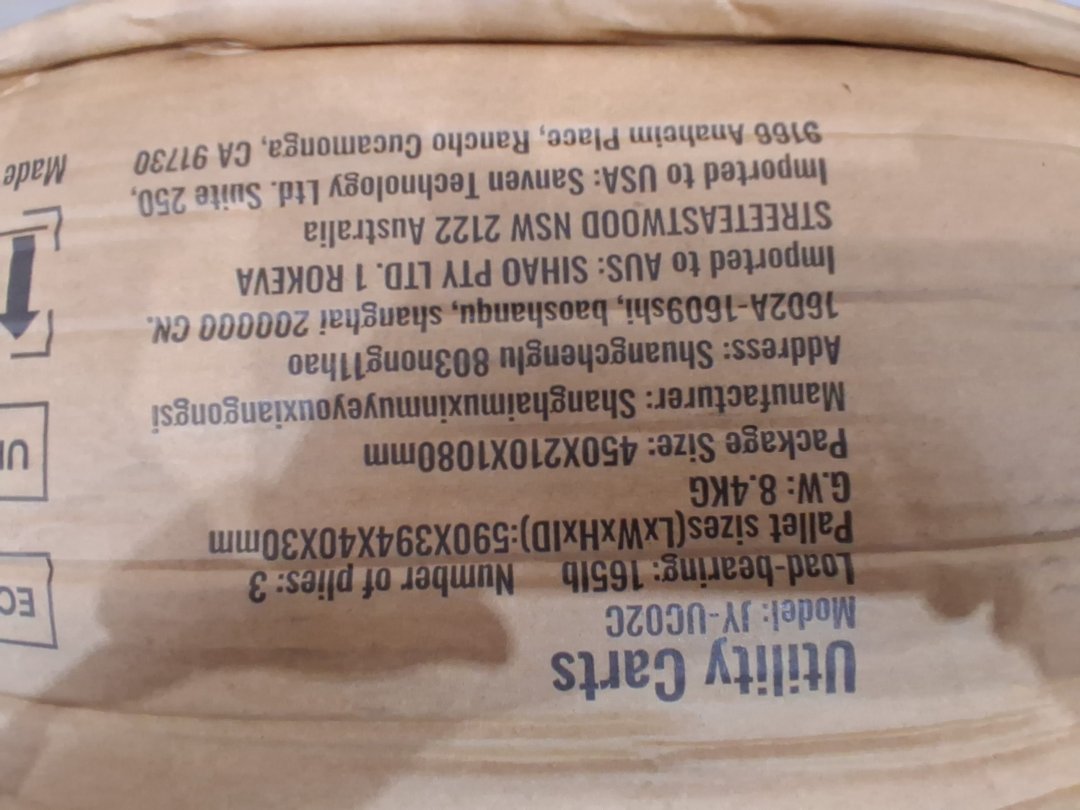 Utility Carts
Model: JY-UC02C
Load-bearing: 165lb Number of plies: 3
Pallet sizes(LxWxHxID):590X394X40X30mm
G.W: 8.4KG
Package Size: 450X210X1080mm
Manufacturer: Shanghaimuxinmuyeyouxiangongsi
Address: Shuangchenglu 803nong11hao
1602A-1609shi, baoshanqu, shanghai 200000 CN.
Imported to AUS: SIHAO PTY LTD. 1 ROKEVA
STREETEASTWOOD NSW 2122 Australia
Imported to USA: Sanven Technology Ltd. Suite 250,
9166 Anaheim Place, Rancho Cucamonga, CA 91730
EC
Made